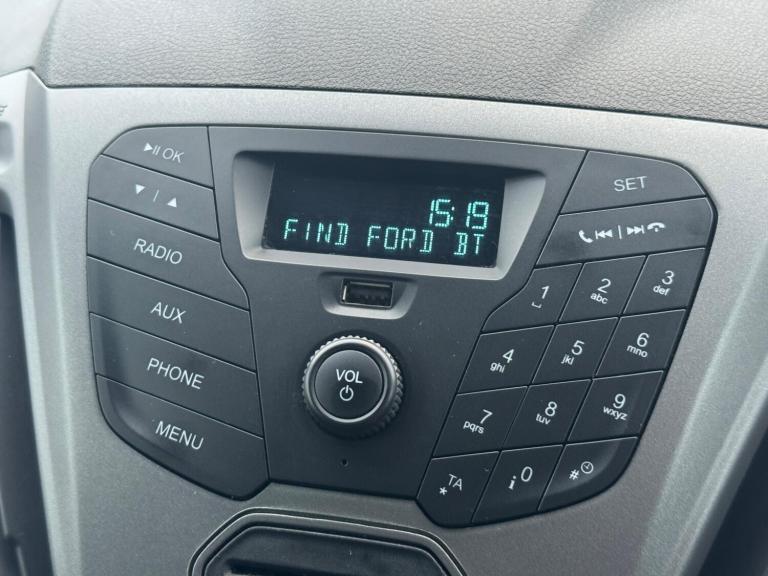 ▶II OK
▼ | ▲
RADIO
AUX
PHONE
MENU
15:19
FIND FORD BT
VOL
SET
|◀◀ | ▶▶|
1
2
abc
3
def
4
ghi
5
jkl
6
mno
7
pqrs
8
tuv
9
wxyz
* TA
i 0
#